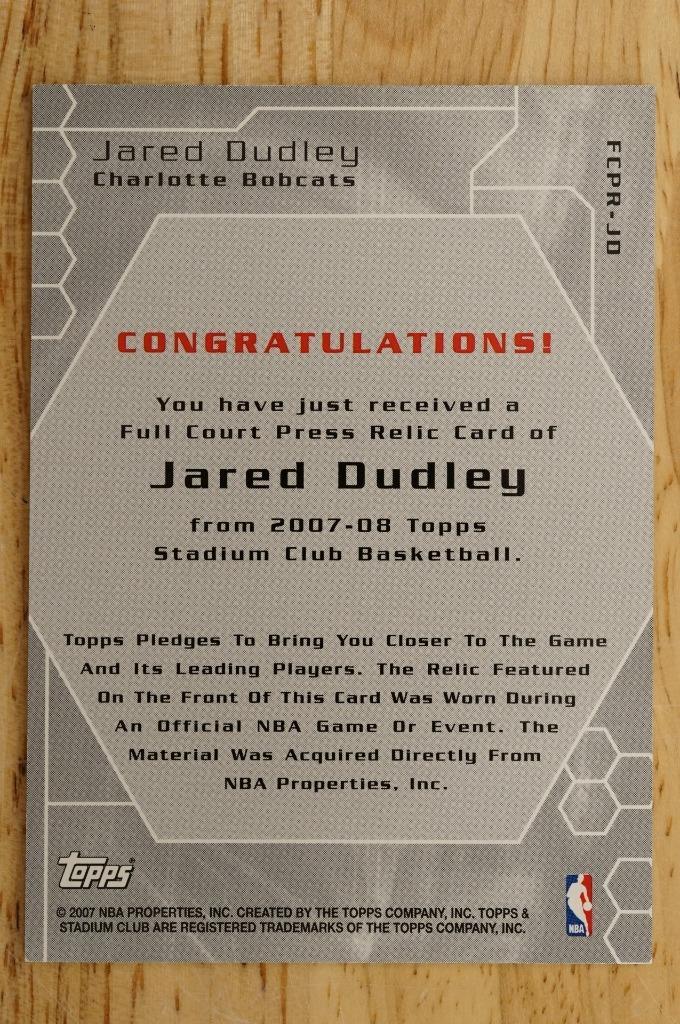 Jared Dudley
Charlotte Bobcats
FCPR-JD
CONGRATULATIONS!
You have just received a
Full Court Press Relic Card of
Jared Dudley
from 2007-08 Topps
Stadium Club Basketball.
Topps Pledges To Bring You Closer To The Game
And Its Leading Players. The Relic Featured
On The Front Of This Card Was Worn During
An Official NBA Game Or Event. The
Material Was Acquired Directly From
NBA Properties, Inc.
topps®
NBA
© 2007 NBA PROPERTIES, INC. CREATED BY THE TOPPS COMPANY, INC. TOPPS &
STADIUM CLUB ARE REGISTERED TRADEMARKS OF THE TOPPS COMPANY, INC.